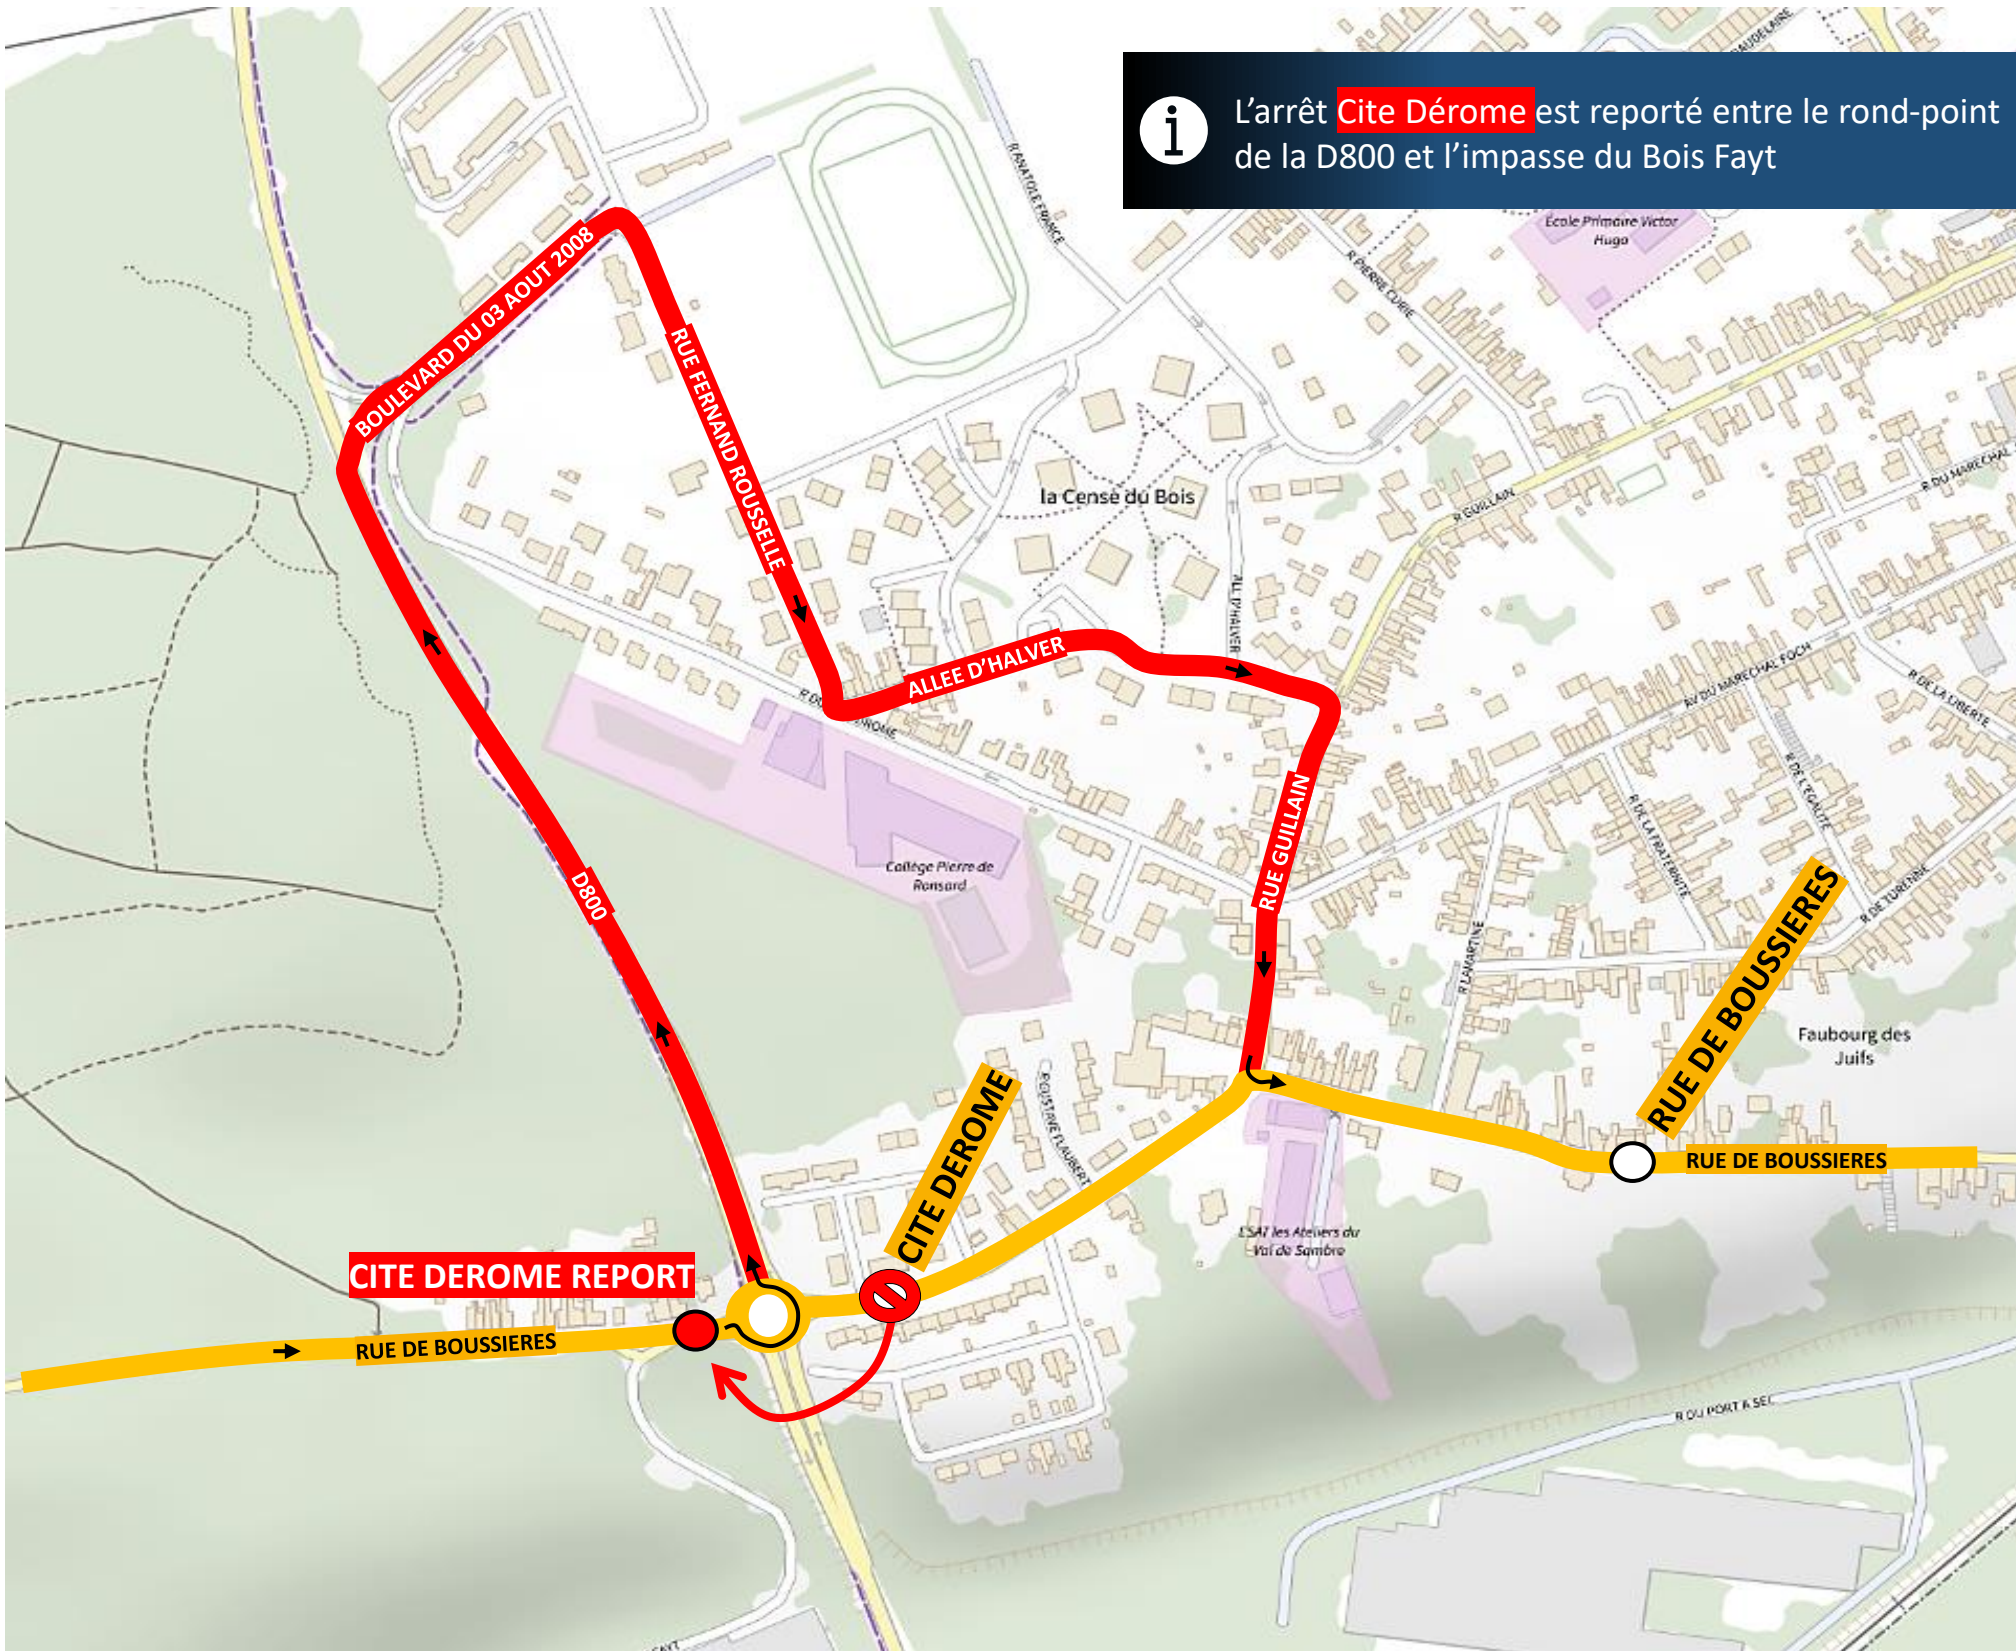 L'arrêt Cite Dérome est reporté entre le rond-point
de la D800 et l'impasse du Bois Fayt
R ANATOLE FRANCE
R PIERRE CURIE
École Primaire Victor
Hugo
BOULEVARD DU 03 AOUT 2008
RUE FERNAND ROUSSELLE
la Cense du Bois
R GUILLAIN
R DU MARECHAL
ALL D'HALVER
ALLEE D'HALVER
AV DU MARECHAL FOCH
R DE LA LIBERTE
R DE L'EGALITE
R DE LA FRATERNITE
R DE TURENNE
RUE GUILLAIN
Collège Pierre de
Ronsard
D800
R LAMARTINE
RUE DE BOUSSIERES
Faubourg des
Juifs
CITE DEROME
R GUSTAVE FLAUBERT
RUE DE BOUSSIERES
ESAT les Ateliers du
Val de Sambre
CITE DEROME REPORT
RUE DE BOUSSIERES
R DU PORT A SEC